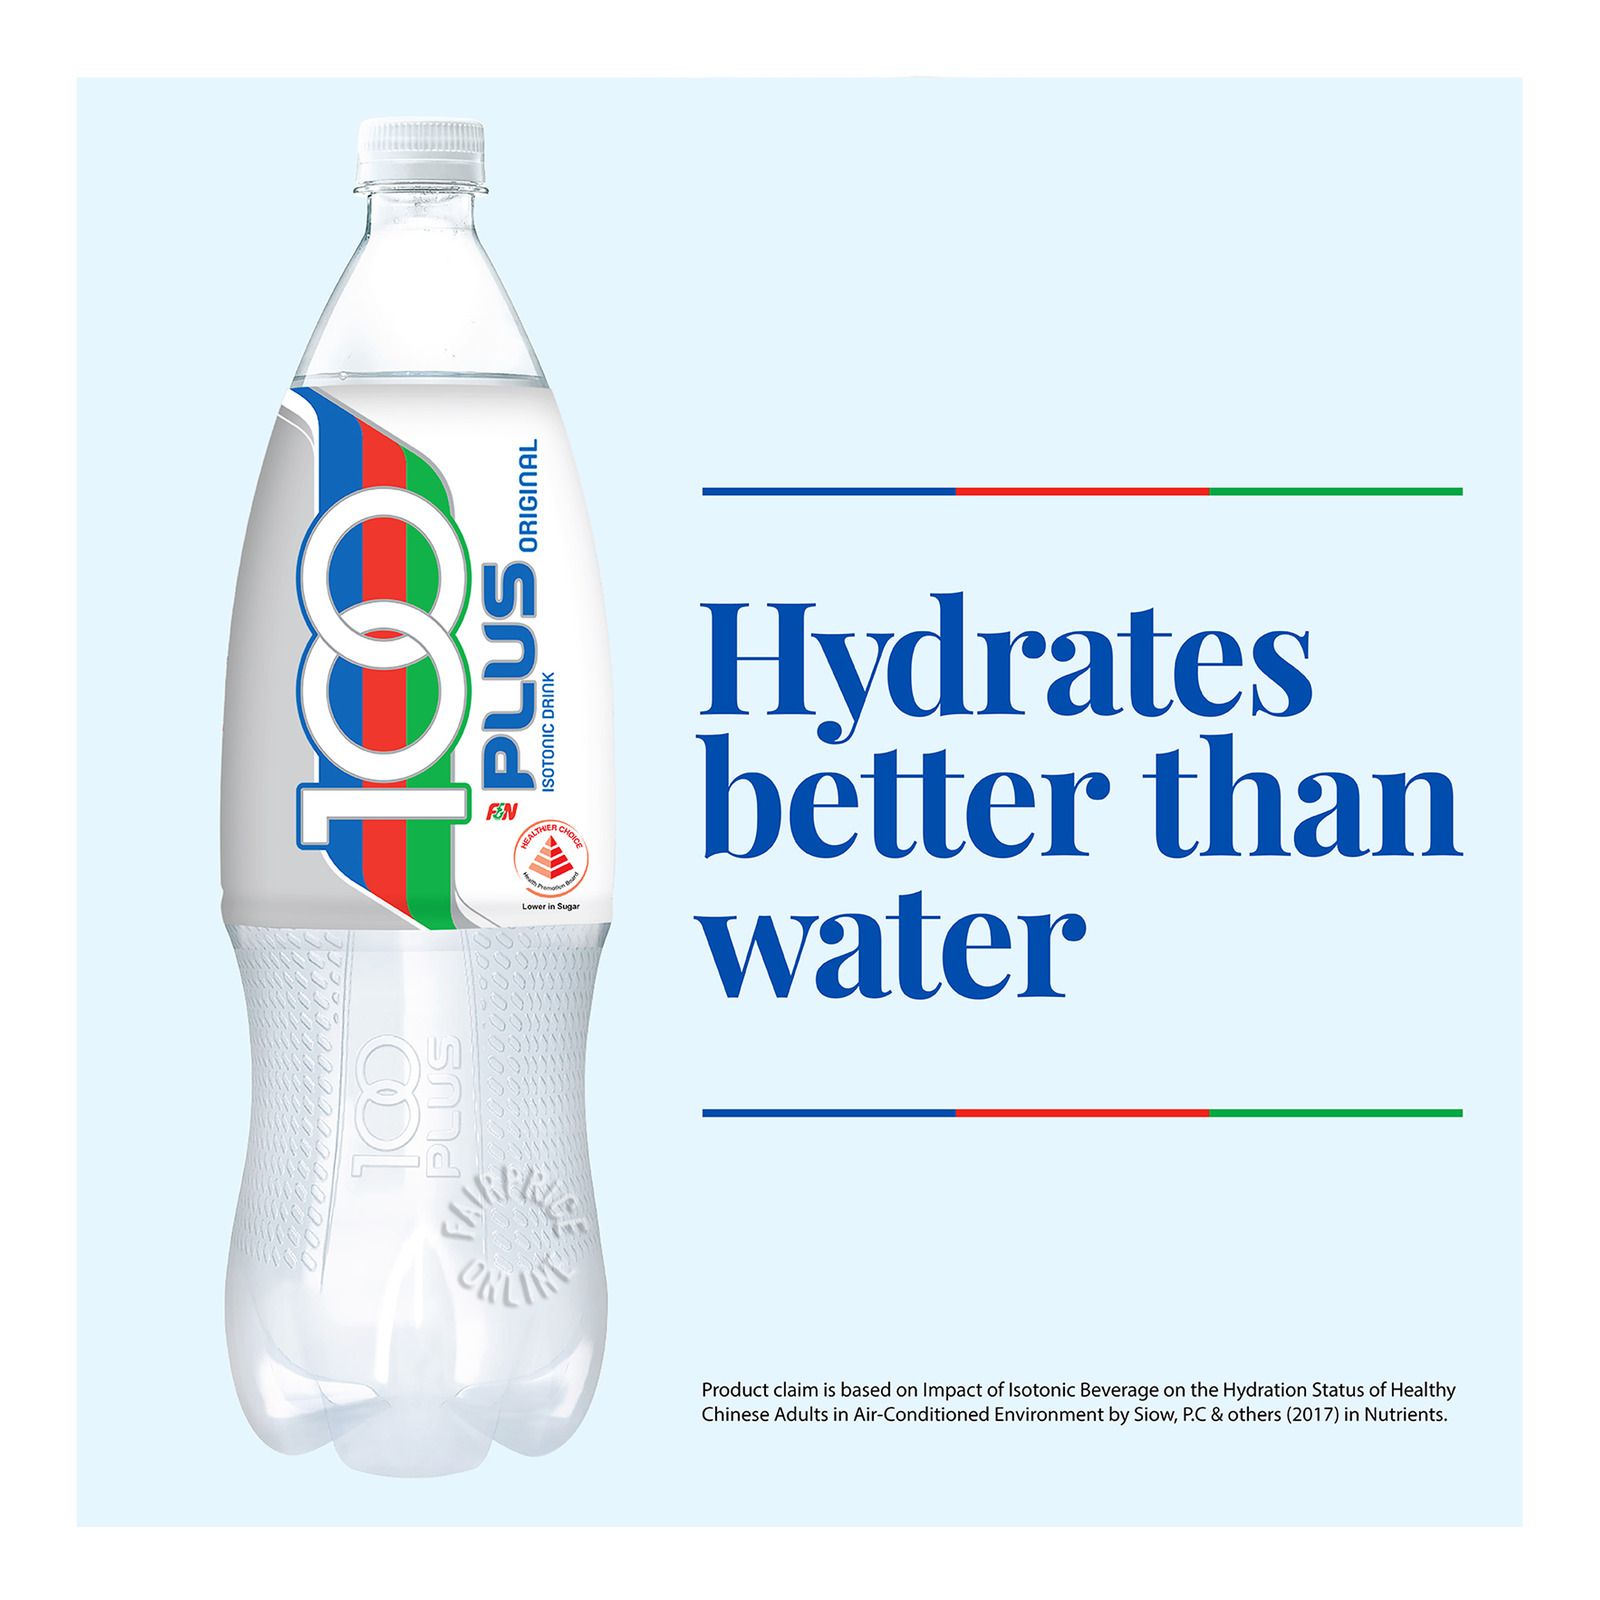 100
PLUS
ORIGINAL
ISOTONIC DRINK
F&N
HEALTHIER CHOICE
Health Promotion Board
Lower in Sugar
100
PLUS
FAIRPRICE
ONLINE
Hydrates
better than
water
Product claim is based on Impact of Isotonic Beverage on the Hydration Status of Healthy
Chinese Adults in Air-Conditioned Environment by Siow, P.C & others (2017) in Nutrients.